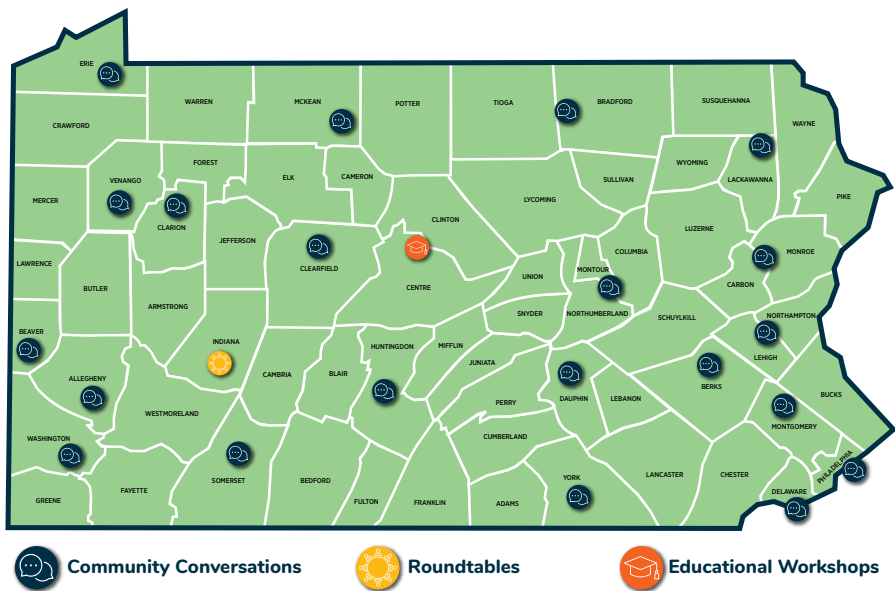 ERIE
WARREN
MCKEAN
POTTER
TIOGA
BRADFORD
SUSQUEHANNA
WAYNE
CRAWFORD
FOREST
WYOMING
LACKAWANNA
VENANGO
ELK
CAMERON
SULLIVAN
MERCER
CLARION
LYCOMING
PIKE
CLINTON
JEFFERSON
LUZERNE
LAWRENCE
CLEARFIELD
COLUMBIA
MONROE
UNION
MONTOUR
BUTLER
CENTRE
CARBON
ARMSTRONG
SNYDER
NORTHUMBERLAND
SCHUYLKILL
NORTHAMPTON
BEAVER
INDIANA
HUNTINGDON
MIFFLIN
LEHIGH
ALLEGHENY
CAMBRIA
BLAIR
JUNIATA
BERKS
WESTMORELAND
PERRY
DAUPHIN
LEBANON
BUCKS
MONTGOMERY
WASHINGTON
CUMBERLAND
SOMERSET
BEDFORD
YORK
LANCASTER
CHESTER
PHILADELPHIA
GREENE
FAYETTE
FULTON
FRANKLIN
ADAMS
DELAWARE
Community Conversations
Roundtables
Educational Workshops